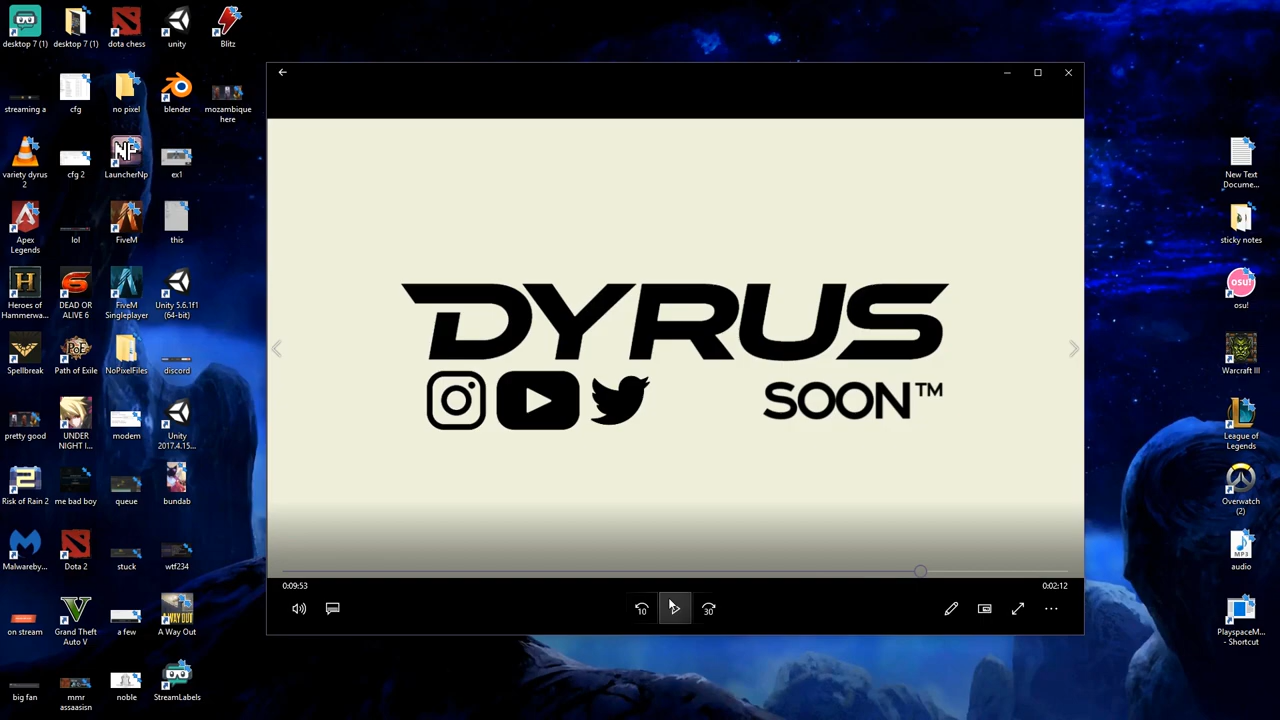 desktop 7 (1)
desktop 7 (1)
dota chess
unity
Blitz
streaming a
cfg
no pixel
blender
mozambique
here
variety dyrus
2
cfg 2
LauncherNp
ex1
Apex
Legends
lol
FiveM
this
Heroes of
Hammerwa...
DEAD OR
ALIVE 6
FiveM
Singleplayer
Unity 5.6.1f1
(64-bit)
Spellbreak
Path of Exile
NoPixelFiles
discord
pretty good
UNDER
NIGHT I...
modem
Unity
2017.4.15...
Risk of Rain 2
me bad boy
queue
bundab
Malwareby...
Dota 2
stuck
wtf234
on stream
Grand Theft
Auto V
a few
A Way Out
big fan
mmr
assaasisn
noble
StreamLabels
DYRUS
SOON™
0:09:53
0:02:12
10
30
New Text
Docume...
sticky notes
osu!
osu!
Warcraft III
League of
Legends
Overwatch
(2)
MP3
audio
PlayspaceM...
- Shortcut